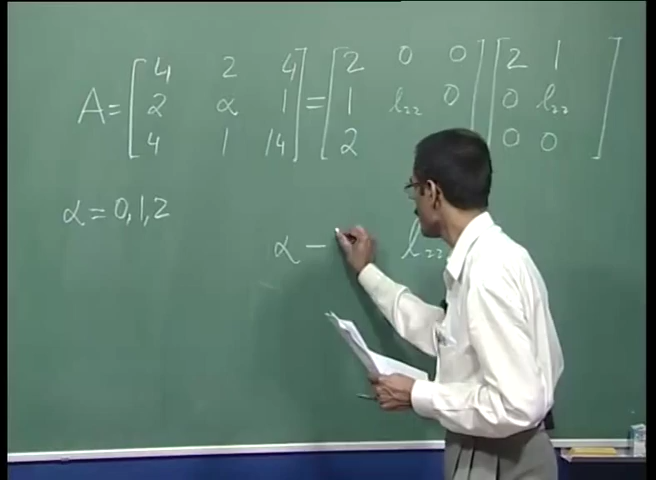 A = [ 4 2 4 ] = [ 2 0 0 ] [ 2 1 ]
[ 2 α 1 ] [ 1 l₂₂ 0 ] [ 0 l₂₂ ]
[ 4 1 14 ] [ 2 ] [ 0 0 ]
α = 0,1,2
α – l₂₂